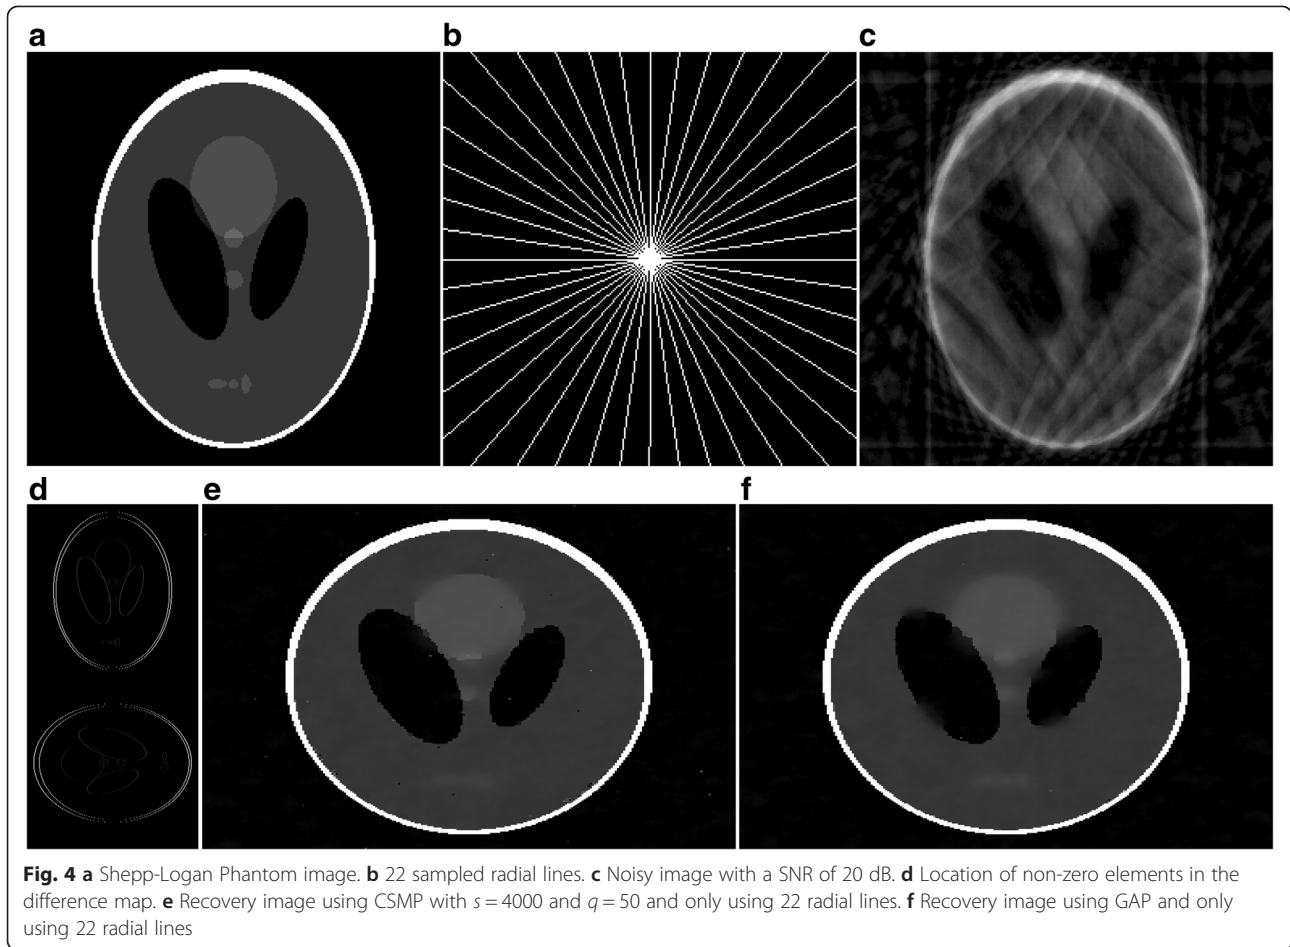 a
b
c
d
e
f
Fig. 4 a Shepp-Logan Phantom image. b 22 sampled radial lines. c Noisy image with a SNR of 20 dB. d Location of non-zero elements in the
difference map. e Recovery image using CSMP with s = 4000 and q = 50 and only using 22 radial lines. f Recovery image using GAP and only
using 22 radial lines